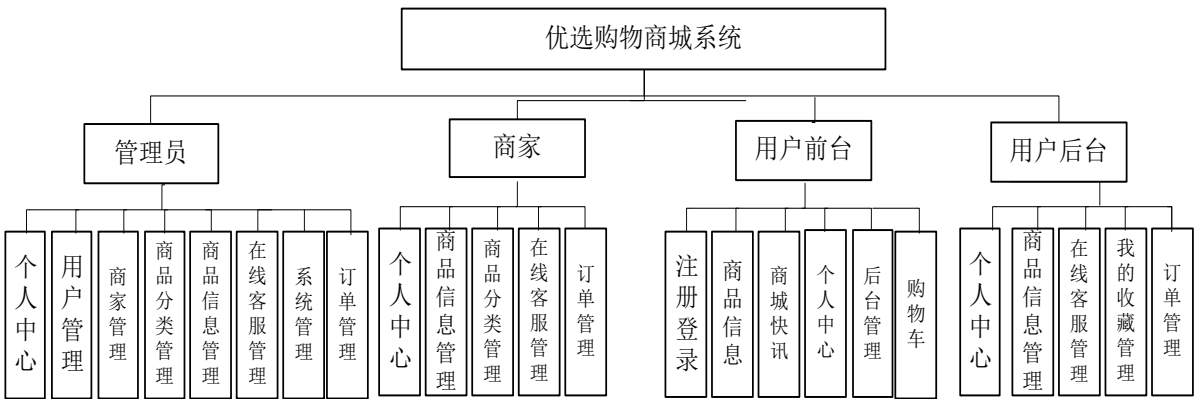 优选购物商城系统
管理员
商家
用户前台
用户后台
个人中心
用户管理
商家管理
商品分类管理
商品信息管理
在线客服管理
系统管理
订单管理
个人中心
商品信息管理
商品分类管理
在线客服管理
订单管理
注册登录
商品信息
商城快讯
个人中心
后台管理
购物车
个人中心
商品信息管理
在线客服管理
我的收藏管理
订单管理